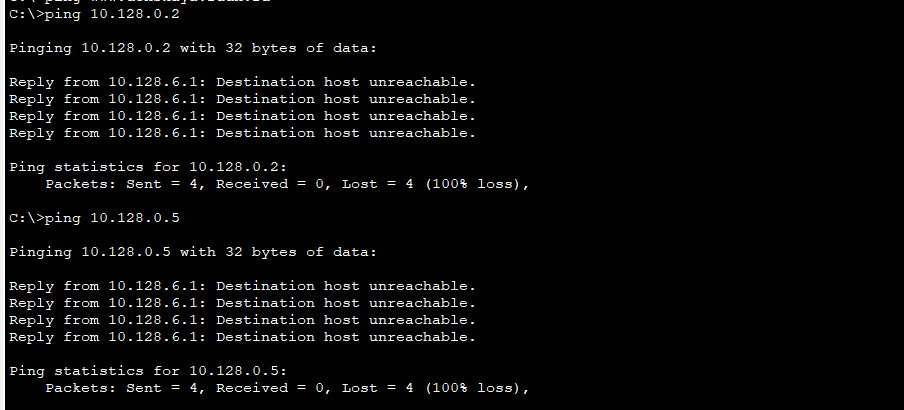 C:\>ping 10.128.0.2
Pinging 10.128.0.2 with 32 bytes of data:
Reply from 10.128.6.1: Destination host unreachable.
Reply from 10.128.6.1: Destination host unreachable.
Reply from 10.128.6.1: Destination host unreachable.
Reply from 10.128.6.1: Destination host unreachable.
Ping statistics for 10.128.0.2:
    Packets: Sent = 4, Received = 0, Lost = 4 (100% loss),
C:\>ping 10.128.0.5
Pinging 10.128.0.5 with 32 bytes of data:
Reply from 10.128.6.1: Destination host unreachable.
Reply from 10.128.6.1: Destination host unreachable.
Reply from 10.128.6.1: Destination host unreachable.
Reply from 10.128.6.1: Destination host unreachable.
Ping statistics for 10.128.0.5:
    Packets: Sent = 4, Received = 0, Lost = 4 (100% loss),